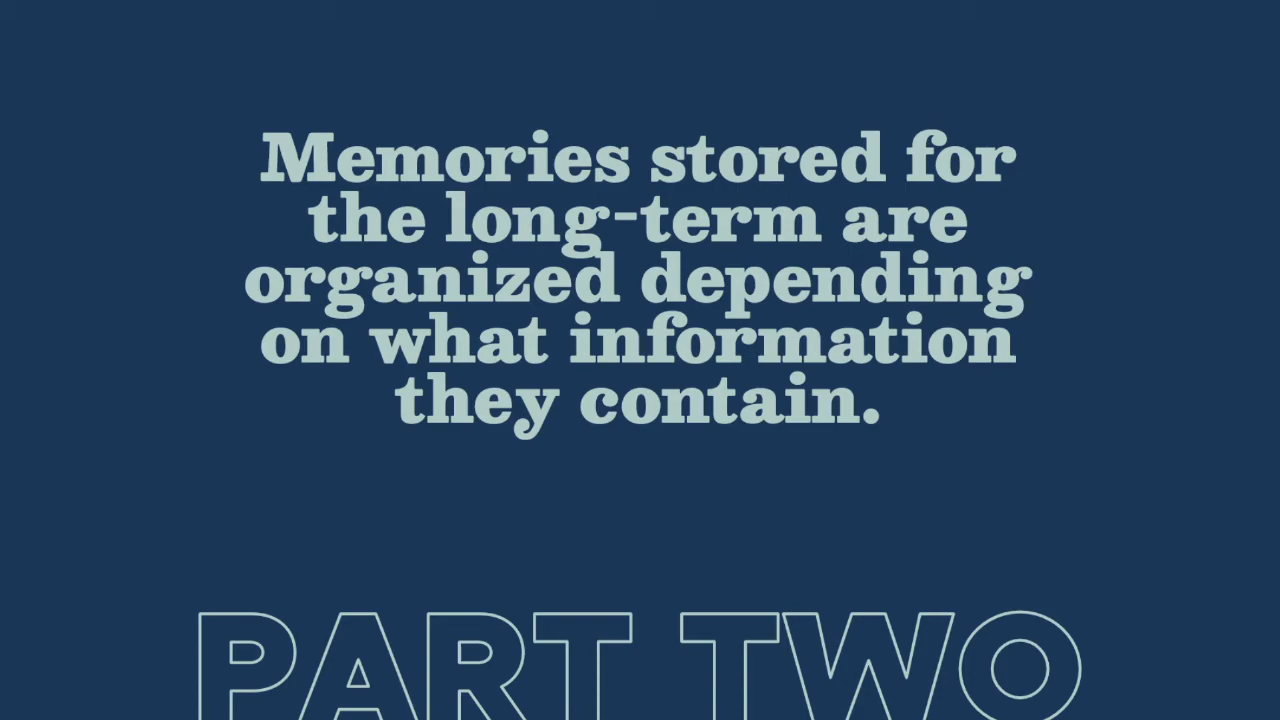 Memories stored for
the long-term are
organized depending
on what information
they contain.
PART TWO